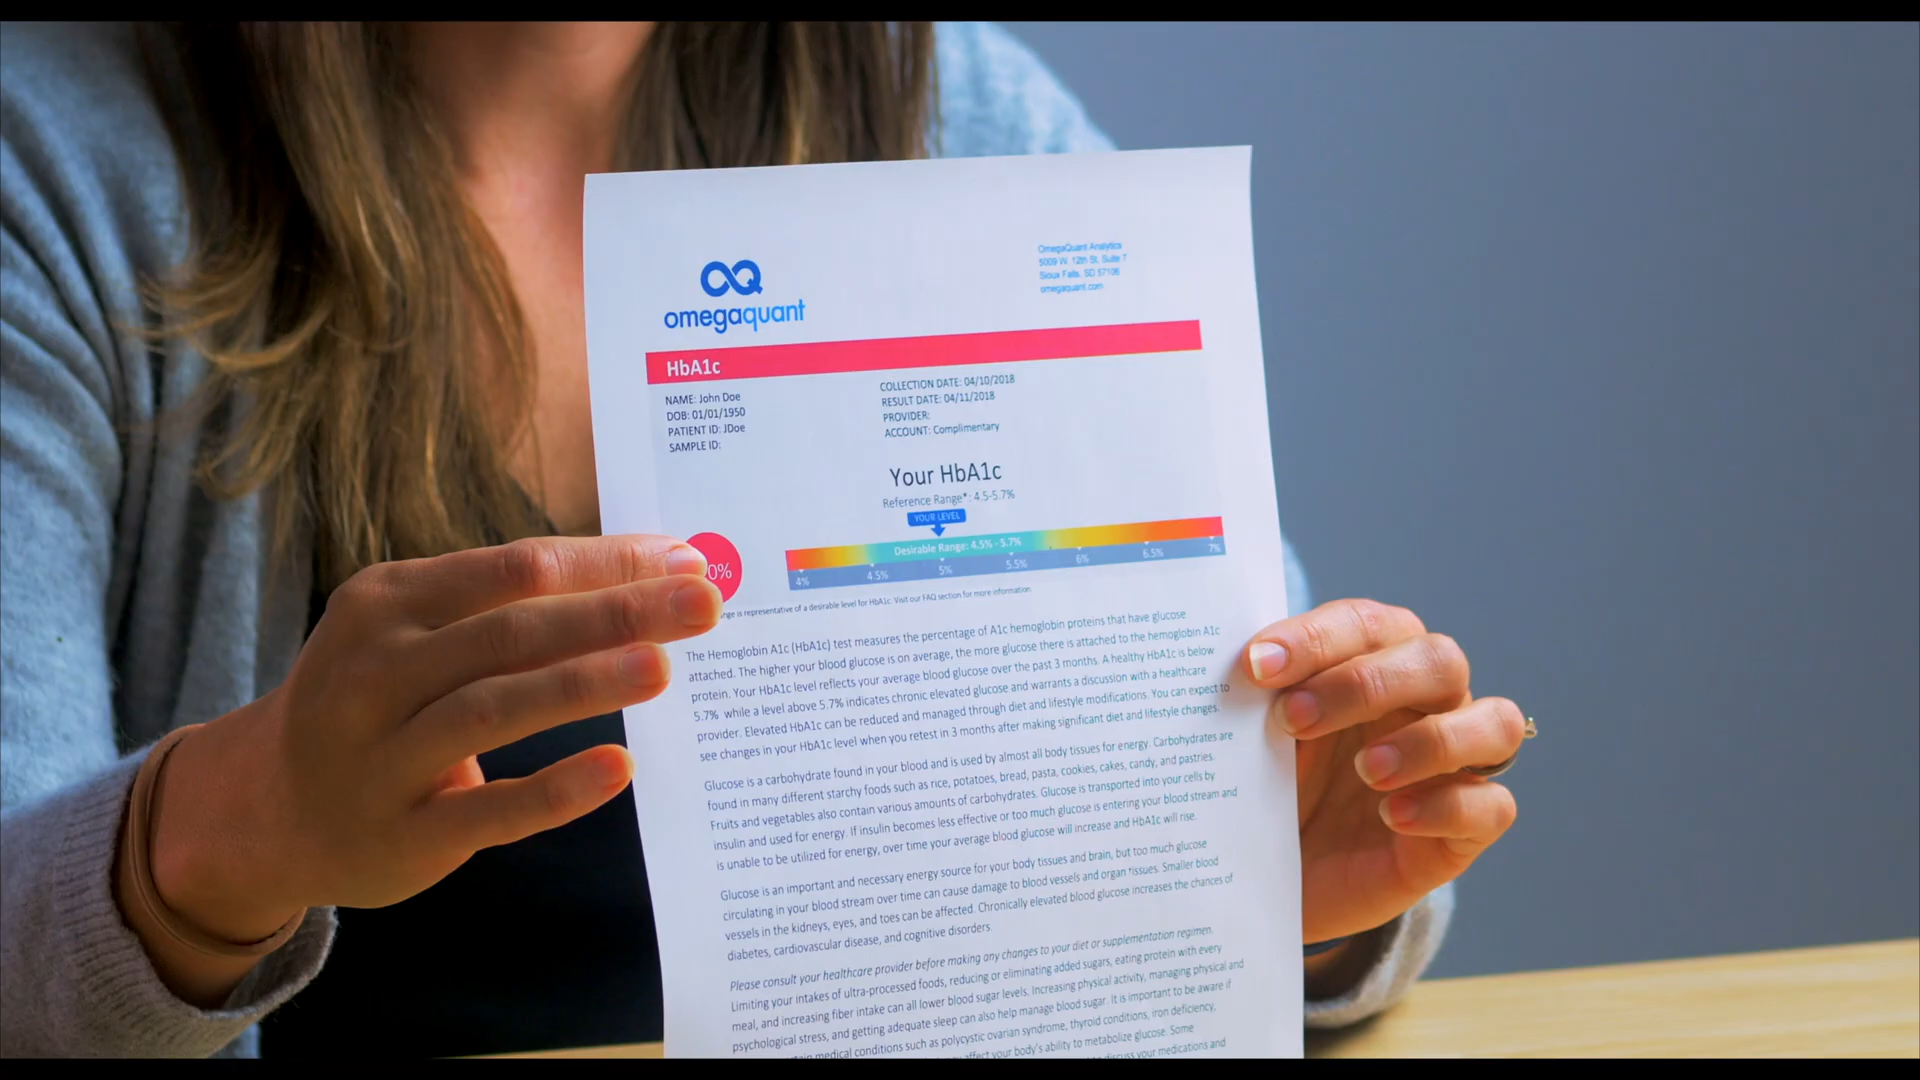 omegaquant
OmegaQuant Analytics
5009 W. 12th St, Suite 7
Sioux Falls, SD 57106
omegaquant.com
HbA1c
NAME: John Doe
DOB: 01/01/1950
PATIENT ID: JDoe
SAMPLE ID:
COLLECTION DATE: 04/10/2018
RESULT DATE: 04/11/2018
PROVIDER:
ACCOUNT: Complimentary
Your HbA1c
Reference Range*: 4.5-5.7%
YOUR LEVEL
0%
Desirable Range: 4.5% - 5.7%
4% 4.5% 5% 5.5% 6% 6.5% 7%
is representative of a desirable level for HbA1c. Visit our FAQ section for more information.
The Hemoglobin A1c (HbA1c) test measures the percentage of A1c hemoglobin proteins that have glucose
attached. The higher your blood glucose is on average, the more glucose there is attached to the hemoglobin A1c
protein. Your HbA1c level reflects your average blood glucose over the past 3 months. A healthy HbA1c is below
5.7% while a level above 5.7% indicates chronic elevated glucose and warrants a discussion with a healthcare
provider. Elevated HbA1c can be reduced and managed through diet and lifestyle modifications. You can expect to
see changes in your HbA1c level when you retest in 3 months after making significant diet and lifestyle changes.
Glucose is a carbohydrate found in your blood and is used by almost all body tissues for energy. Carbohydrates are
found in many different starchy foods such as rice, potatoes, bread, pasta, cookies, cakes, candy, and pastries.
Fruits and vegetables also contain various amounts of carbohydrates. Glucose is transported into your cells by
insulin and used for energy. If insulin becomes less effective or too much glucose is entering your blood stream and
is unable to be utilized for energy, over time your average blood glucose will increase and HbA1c will rise.
Glucose is an important and necessary energy source for your body tissues and brain, but too much glucose
circulating in your blood stream over time can cause damage to blood vessels and organ tissues. Smaller blood
vessels in the kidneys, eyes, and toes can be affected. Chronically elevated blood glucose increases the chances of
diabetes, cardiovascular disease, and cognitive disorders.
Please consult your healthcare provider before making any changes to your diet or supplementation regimen.
Limiting your intakes of ultra-processed foods, reducing or eliminating added sugars, eating protein with every
meal, and increasing fiber intake can all lower blood sugar levels. Increasing physical activity, managing physical and
psychological stress, and getting adequate sleep can also help manage blood sugar. It is important to be aware if
medical conditions such as polycystic ovarian syndrome, thyroid conditions, iron deficiency,
affect your body's ability to metabolize glucose. Some
discuss your medications and